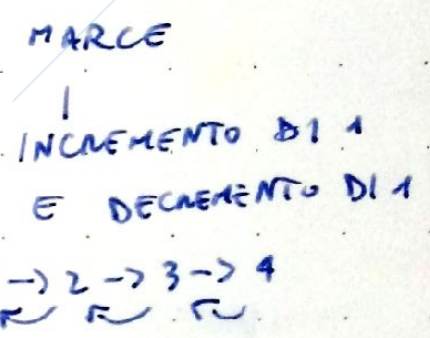 MARCE
INCREMENTO DI 1
E DECREMENTO DI 1
-> 2 -> 3 -> 4